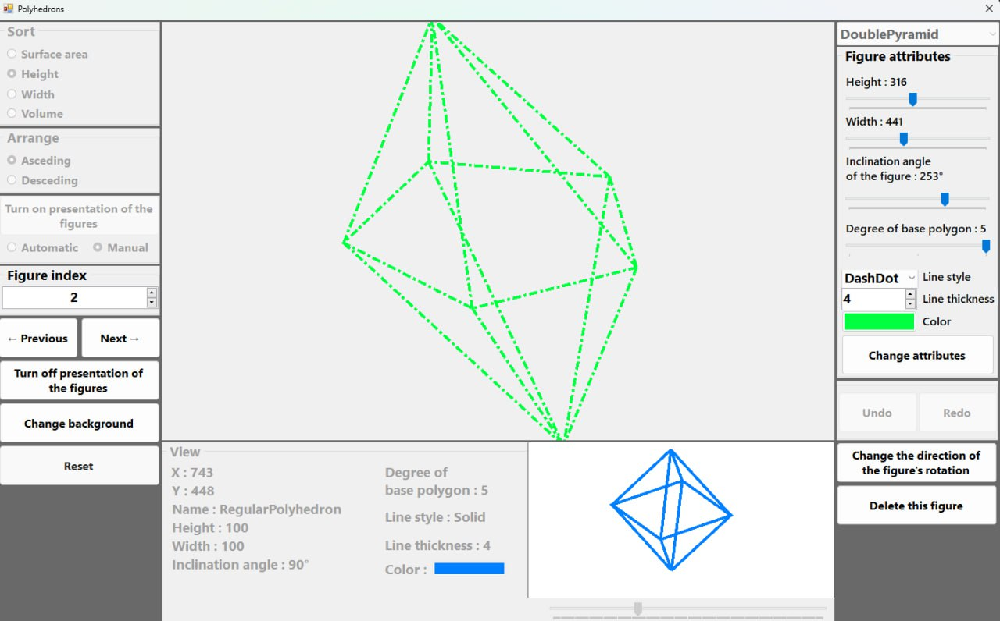 Polyhedrons
Sort
Surface area
Height
Width
Volume
Arrange
Asceding
Desceding
Turn on presentation of the
figures
Automatic
Manual
Figure index
2
← Previous
Next →
Turn off presentation of
the figures
Change background
Reset
View
X : 743
Y : 448
Name : RegularPolyhedron
Height : 100
Width : 100
Inclination angle : 90°
Degree of
base polygon : 5
Line style : Solid
Line thickness : 4
Color :
DoublePyramid
Figure attributes
Height : 316
Width : 441
Inclination angle
of the figure : 253°
Degree of base polygon : 5
DashDot
Line style
4
Line thickness
Color
Change attributes
Undo
Redo
Change the direction of
the figure's rotation
Delete this figure